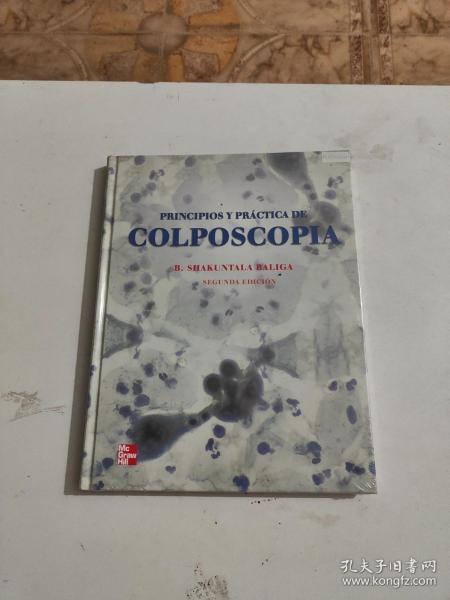 PRINCIPIOS Y PRÁCTICA DE
COLPOSCOPIA
B. SHAKUNTALA BALIGA
SEGUNDA EDICIÓN
Mc
Graw
Hill
孔夫子旧书网
www.kongfz.com